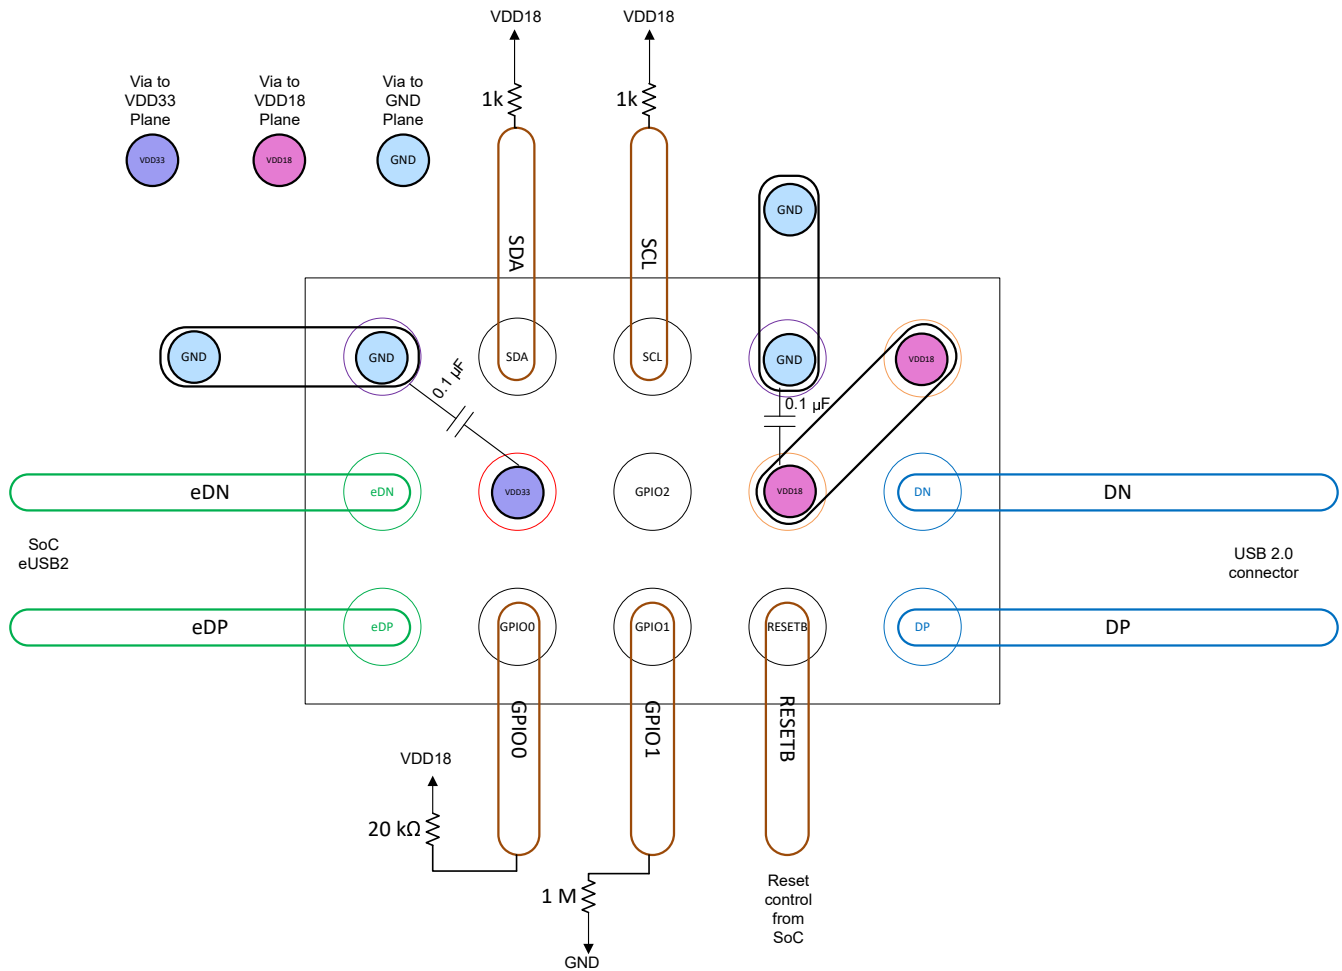 VDD18
VDD18
Via to
VDD33
Plane
Via to
VDD18
Plane
Via to
GND
Plane
1k
1k
VDD33
VDD18
GND
GND
SDA
SCL
GND
GND
SDA
SCL
GND
VDD18
0.1 µF
0.1 µF
eDN
eDN
VDD33
GPIO2
VDD18
DN
DN
SoC
eUSB2
USB 2.0
connector
eDP
eDP
GPIO0
GPIO1
RESETB
DP
DP
GPIO0
GPIO1
RESETB
VDD18
20 kΩ
1 M
GND
Reset
control
from
SoC